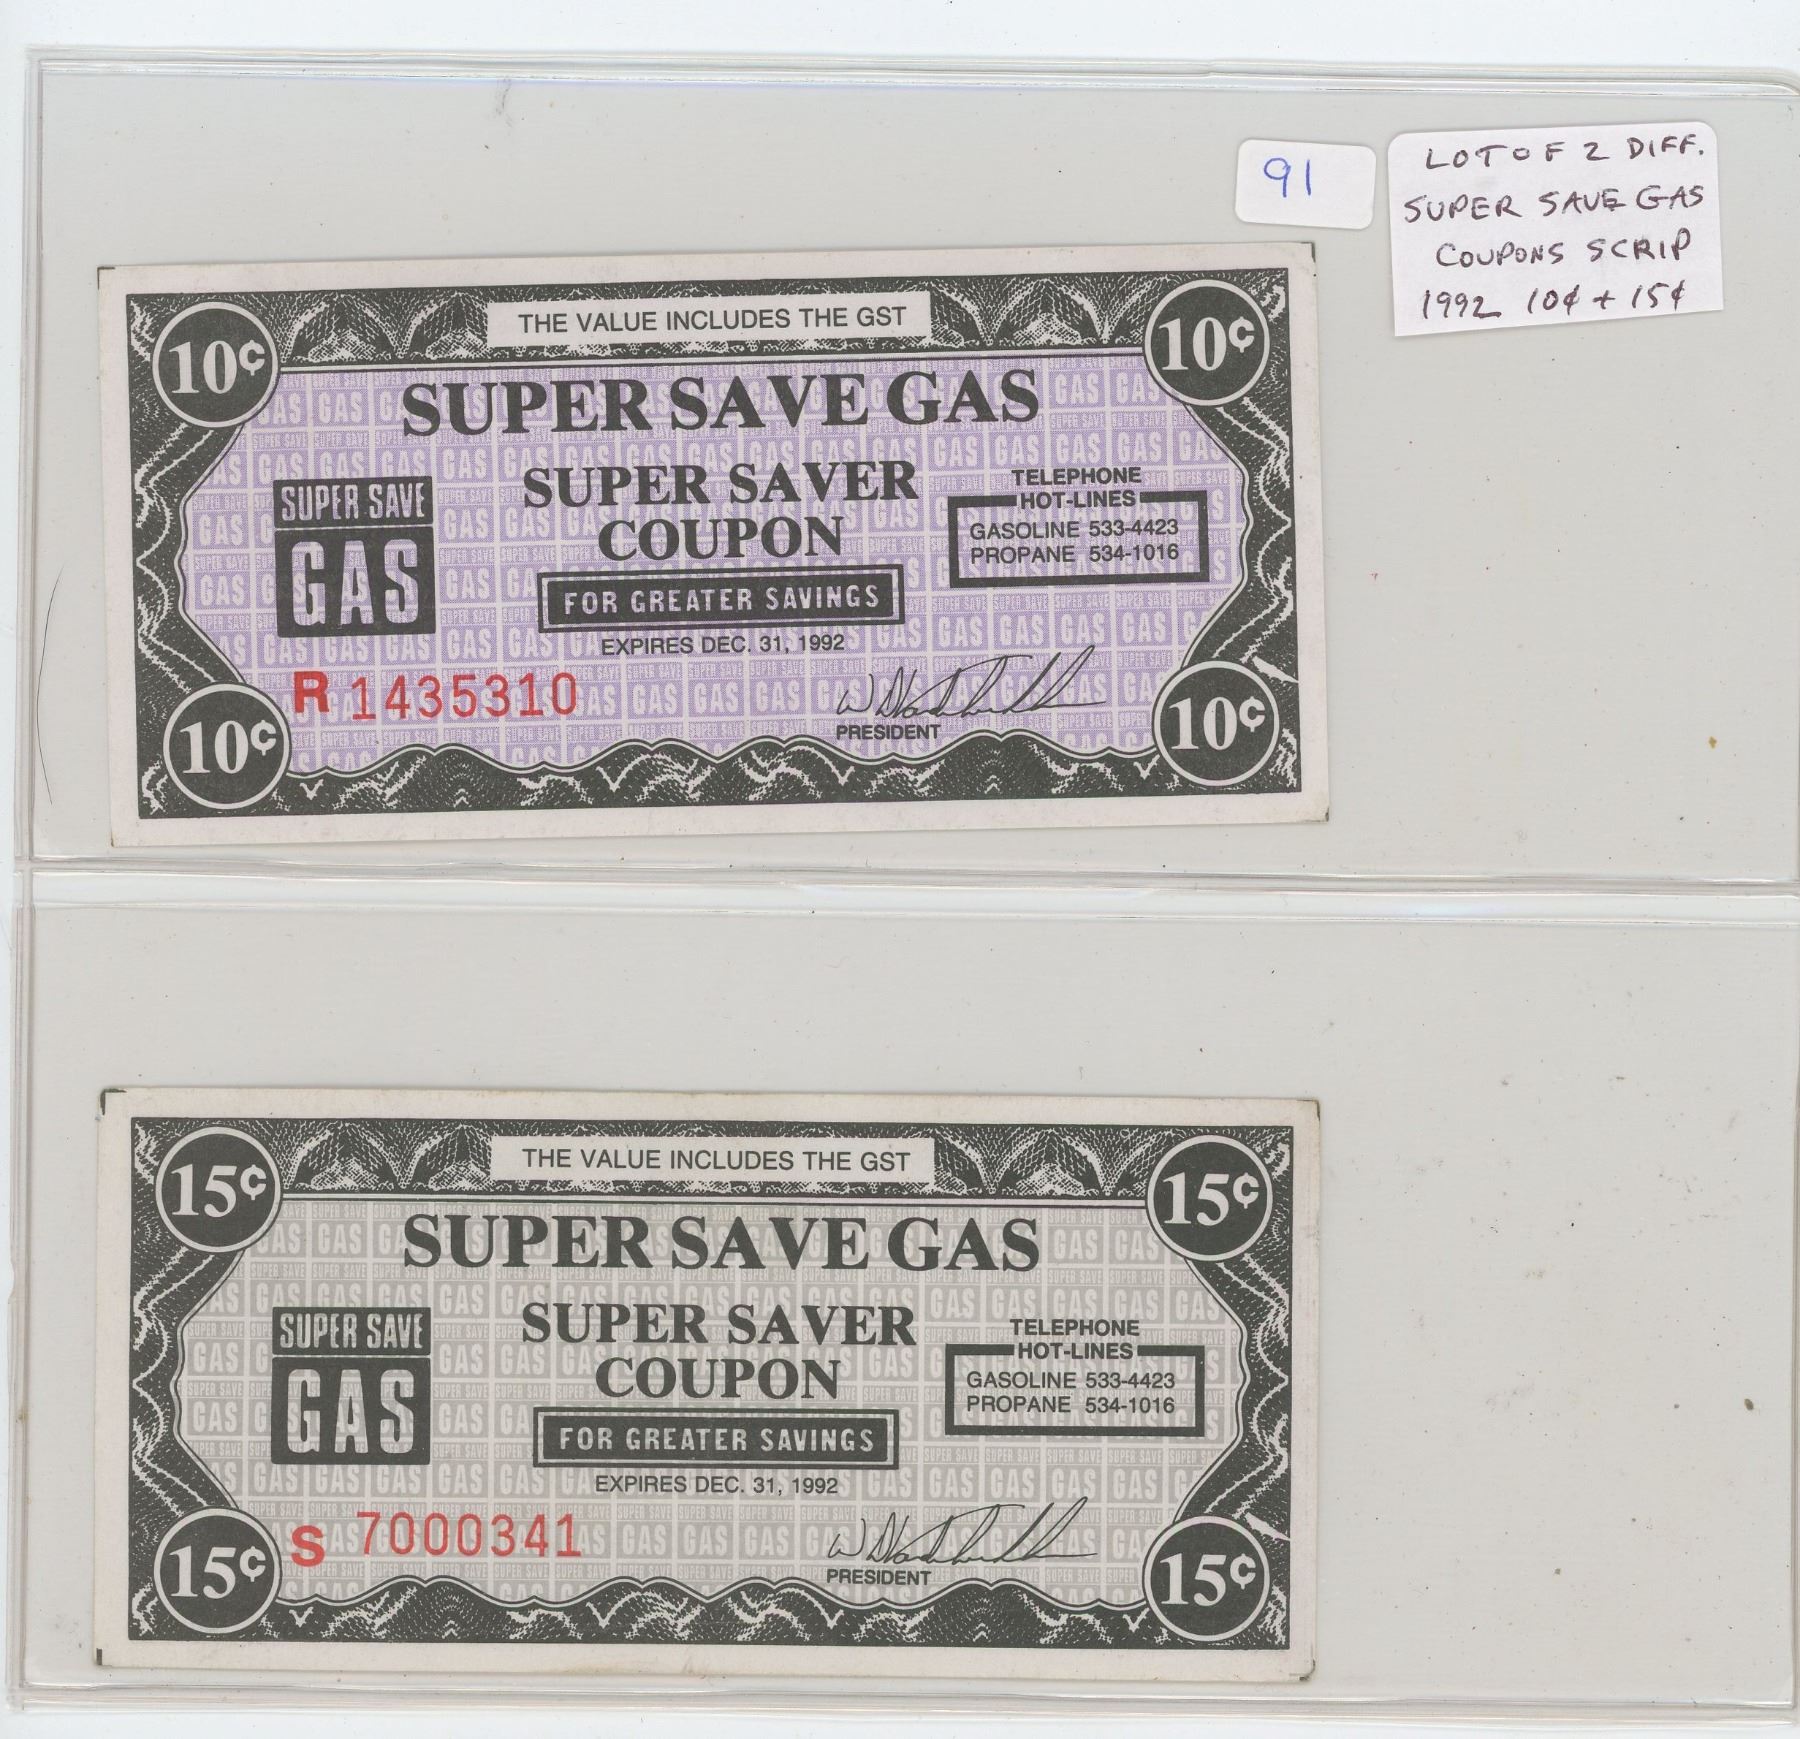 91
LOT OF 2 DIFF.
SUPER SAVE GAS
COUPONS SCRIP
1992 10¢ + 15¢
THE VALUE INCLUDES THE GST
10¢
10¢
SUPER SAVE GAS
SUPER SAVER
COUPON
FOR GREATER SAVINGS
EXPIRES DEC. 31, 1992
SUPER SAVE
GAS
TELEPHONE
HOT-LINES
GASOLINE 533-4423
PROPANE 534-1016
R 1435310
PRESIDENT
10¢
10¢
THE VALUE INCLUDES THE GST
15¢
15¢
SUPER SAVE GAS
SUPER SAVER
COUPON
FOR GREATER SAVINGS
EXPIRES DEC. 31, 1992
SUPER SAVE
GAS
TELEPHONE
HOT-LINES
GASOLINE 533-4423
PROPANE 534-1016
S 7000341
PRESIDENT
15¢
15¢